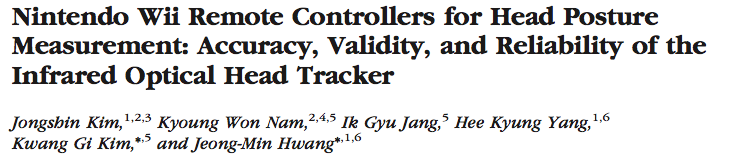 Nintendo Wii Remote Controllers for Head Posture
Measurement: Accuracy, Validity, and Reliability of the
Infrared Optical Head Tracker
Jongshin Kim,1,2,3 Kyoung Won Nam,2,4,5 Ik Gyu Jang,5 Hee Kyung Yang,1,6
Kwang Gi Kim,*,5 and Jeong-Min Hwang*,1,6